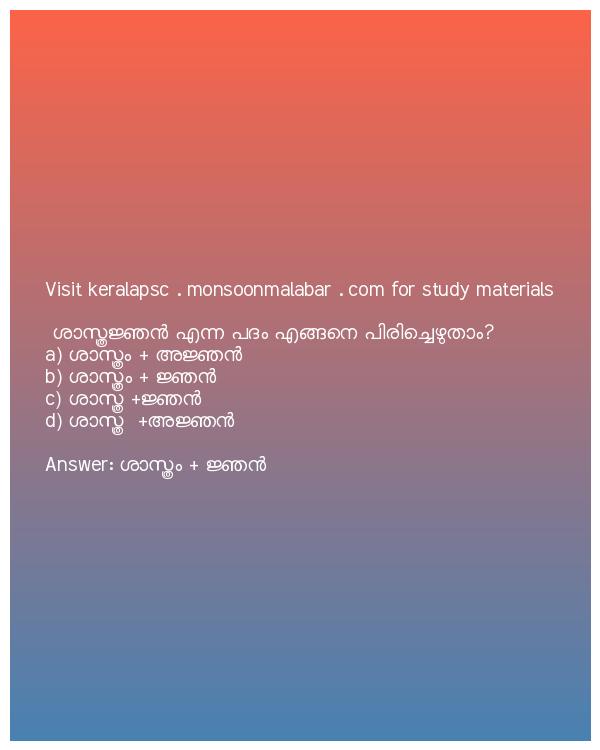 Visit keralapsc . monsoonmalabar . com for study materials
ശാസ്ത്രജ്ഞൻ എന്ന പദം എങ്ങനെ പിരിച്ചെഴുതാം?
a) ശാസ്ത്രം + അജ്ഞൻ
b) ശാസ്ത്രം + ജ്ഞൻ
c) ശാസ്ത്ര +ജ്ഞൻ
d) ശാസ്ത്ര +അജ്ഞൻ
Answer: ശാസ്ത്രം + ജ്ഞൻ